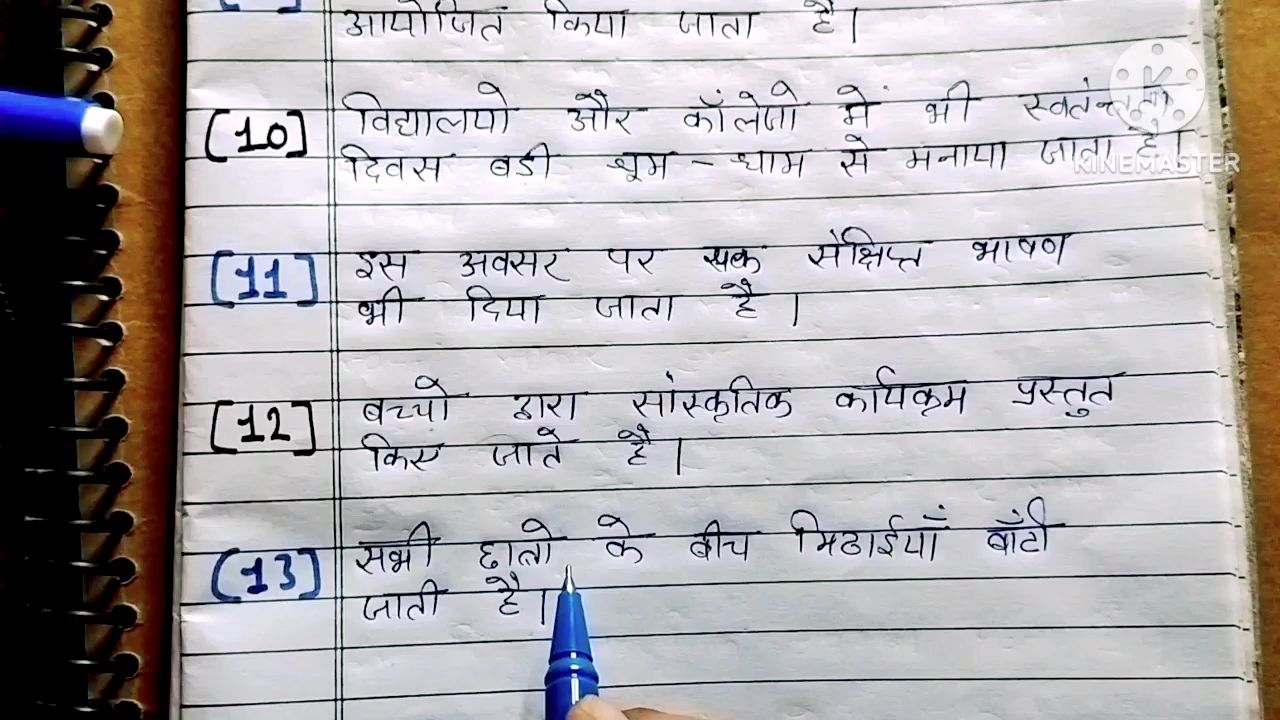 आयोजित किया जाता है।
[10] विद्यालयो और कॉलेजो में भी स्वतंन्त्रता
दिवस बडी धूम - धाम से मनाया जाता है।
KINEMASTER
[11] इस अवसर पर एक संक्षिप्त भाषण
भी दिया जाता है।
[12] बच्चो द्वारा सांस्कृतिक कार्यक्रम प्रस्तुत
किए जाते है।
[13] सभी छात्रो के बीच मिठाईयाँ बाँटी
जाती है।